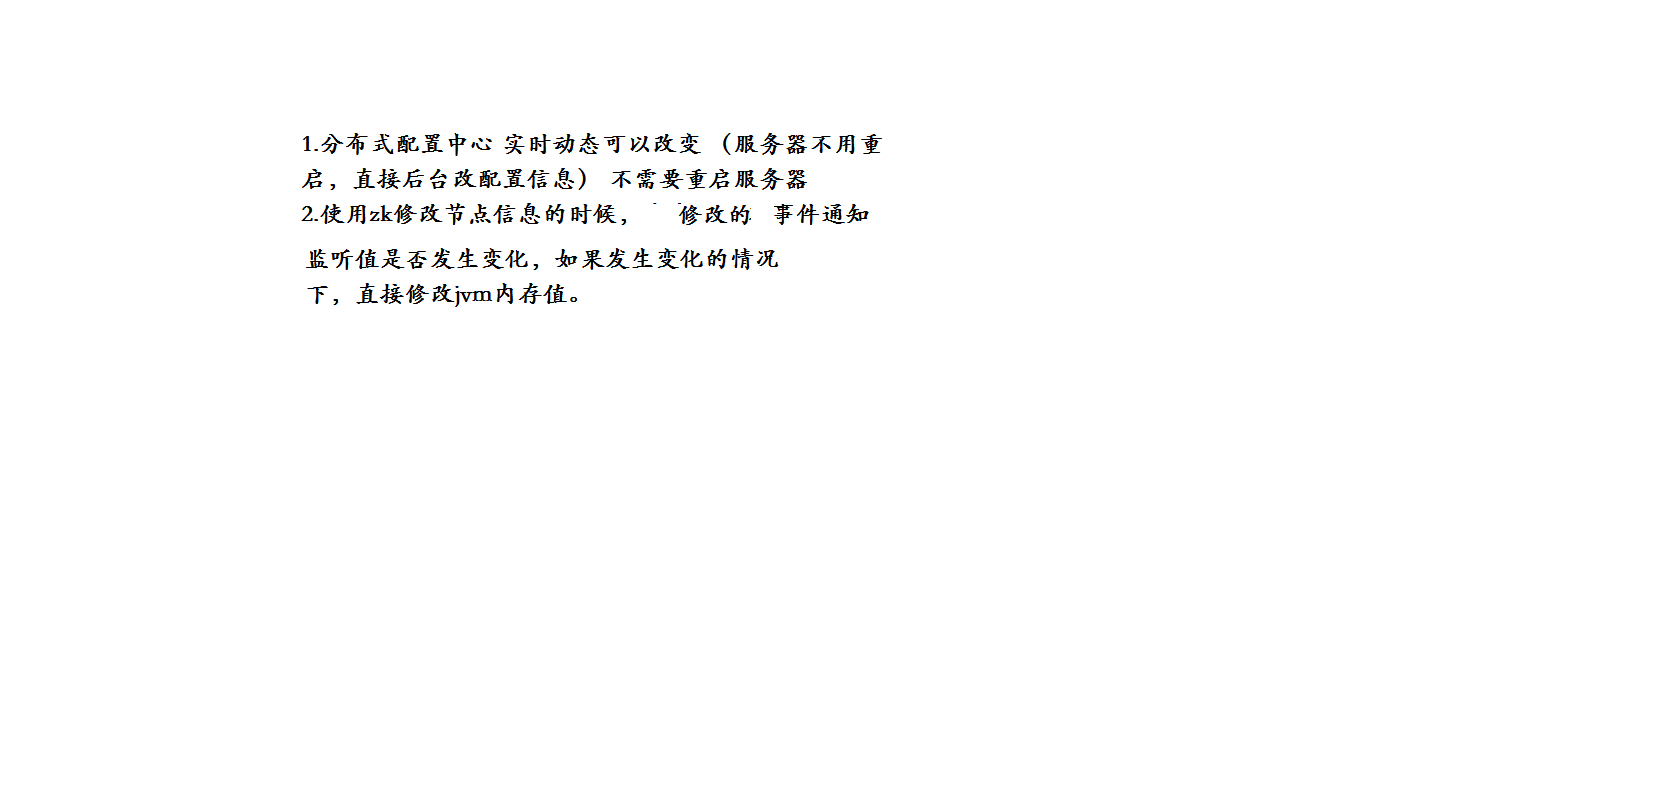 1.分布式配置中心 实时动态可以改变 （服务器不用重
启，直接后台改配置信息） 不需要重启服务器
2.使用zk修改节点信息的时候， 修改的 事件通知
监听值是否发生变化，如果发生变化的情况
下，直接修改jvm内存值。